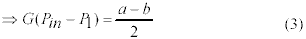 ⇒ G(P_in − P_1) = (a − b)/2 (3)